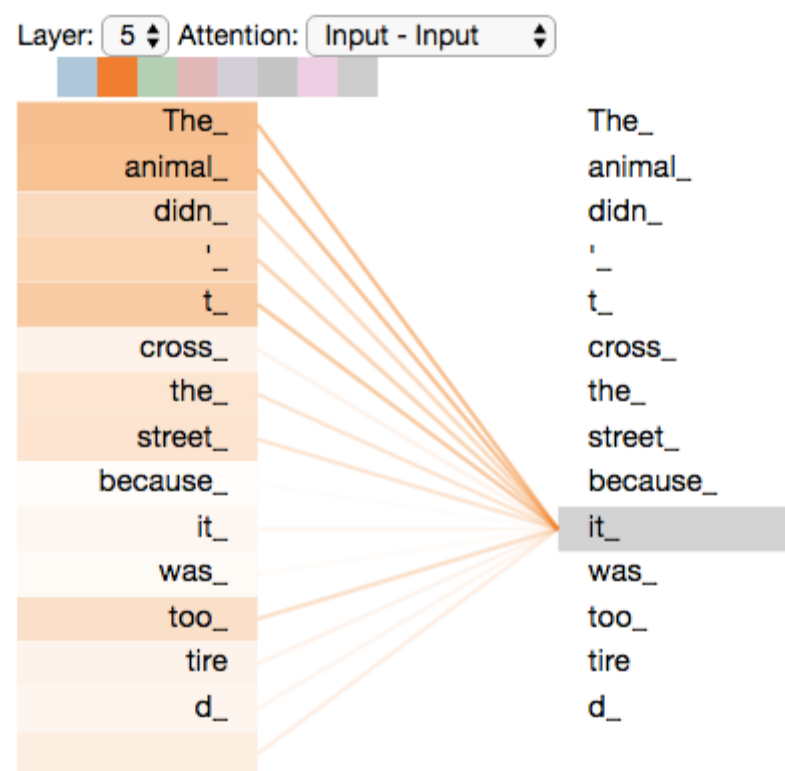 Layer: 5 Attention: Input - Input
The_ The_
animal_ animal_
didn_ didn_
'_ '_
t_ t_
cross_ cross_
the_ the_
street_ street_
because_ because_
it_ it_
was_ was_
too_ too_
tire tire
d_ d_